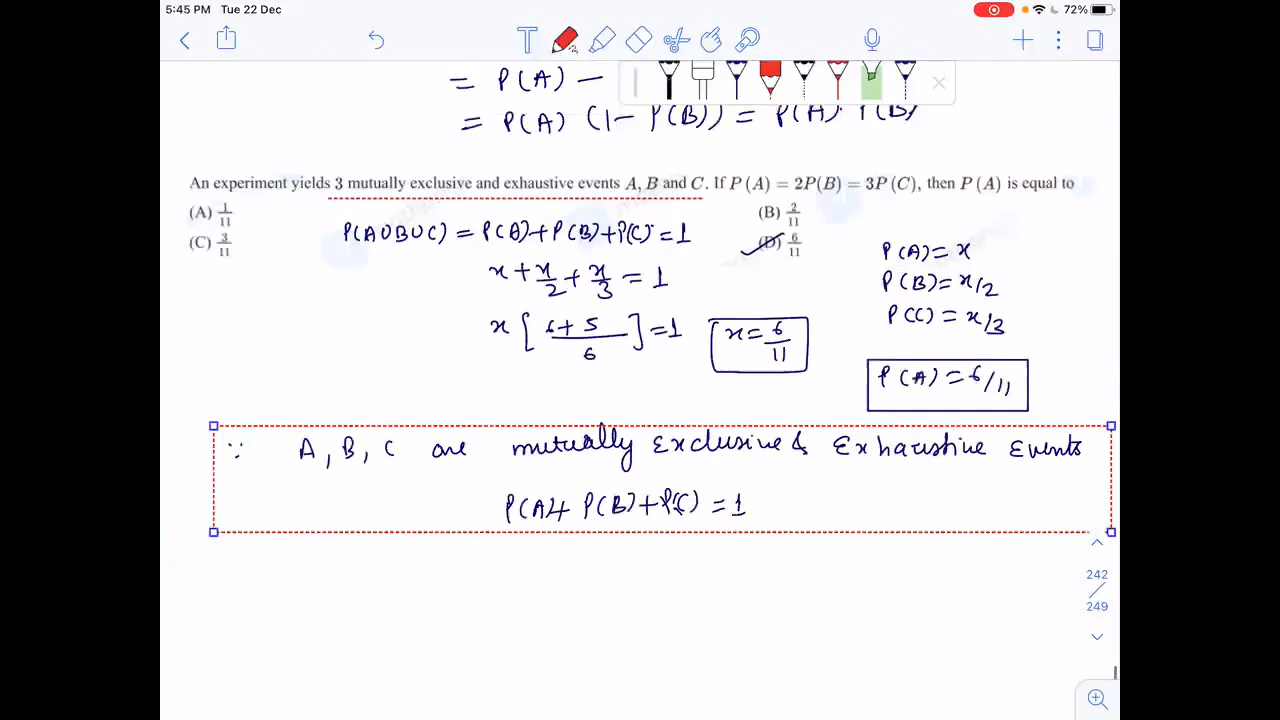 5:45 PM Tue 22 Dec
72%
= P(A) −
= P(A) (1 − P(B)) = P(A) · P(B)
An experiment yields 3 mutually exclusive and exhaustive events A, B and C. If P(A) = 2P(B) = 3P(C), then P(A) is equal to
(A) 1/11
(B) 2/11
(C) 3/11
(D) 6/11
P(A∪B∪C) = P(A) + P(B) + P(C) = 1
x + x/2 + x/3 = 1
x [ (6 + 5)/6 ] = 1
x = 6/11
P(A) = x
P(B) = x/2
P(C) = x/3
P(A) = 6/11
∵ A, B, C are mutually Exclusive & Exhaustive Events
P(A) + P(B) + P(C) = 1
242
/
249